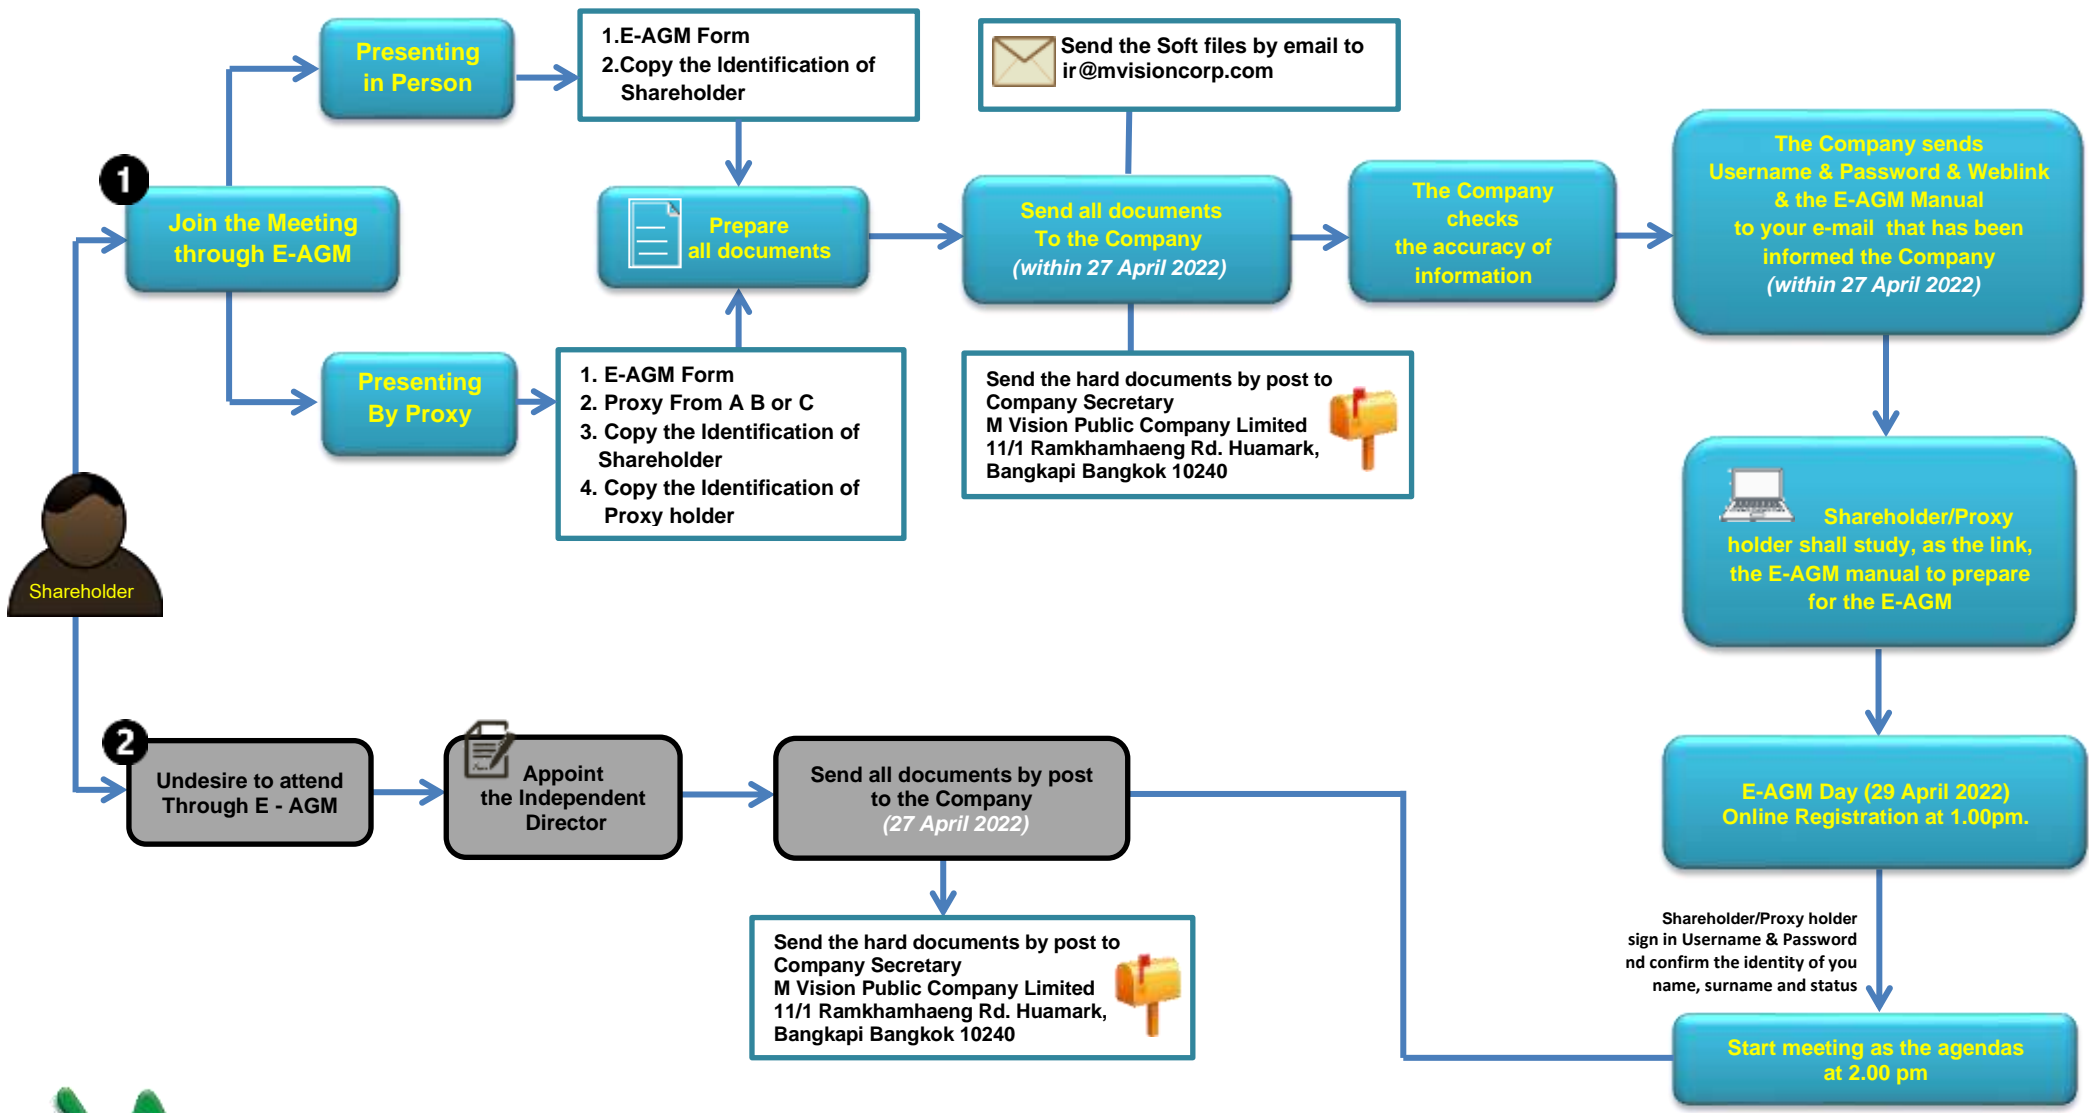 Presenting
in Person
1.E-AGM Form
2.Copy the Identification of
Shareholder
Send the Soft files by email to
ir@mvisioncorp.com
1
Join the Meeting
through E-AGM
Prepare
all documents
Send all documents
To the Company
(within 27 April 2022)
The Company
checks
the accuracy of
information
The Company sends
Username & Password & Weblink
& the E-AGM Manual
to your e-mail that has been
informed the Company
(within 27 April 2022)
Presenting
By Proxy
1. E-AGM Form
2. Proxy From A B or C
3. Copy the Identification of
Shareholder
4. Copy the Identification of
Proxy holder
Send the hard documents by post to
Company Secretary
M Vision Public Company Limited
11/1 Ramkhamhaeng Rd. Huamark,
Bangkapi Bangkok 10240
Shareholder/Proxy
holder shall study, as the link,
the E-AGM manual to prepare
for the E-AGM
Shareholder
2
Undesire to attend
Through E - AGM
Appoint
the Independent
Director
Send all documents by post
to the Company
(27 April 2022)
E-AGM Day (29 April 2022)
Online Registration at 1.00pm.
Send the hard documents by post to
Company Secretary
M Vision Public Company Limited
11/1 Ramkhamhaeng Rd. Huamark,
Bangkapi Bangkok 10240
Shareholder/Proxy holder
sign in Username & Password
nd confirm the identity of you
name, surname and status
Start meeting as the agendas
at 2.00 pm